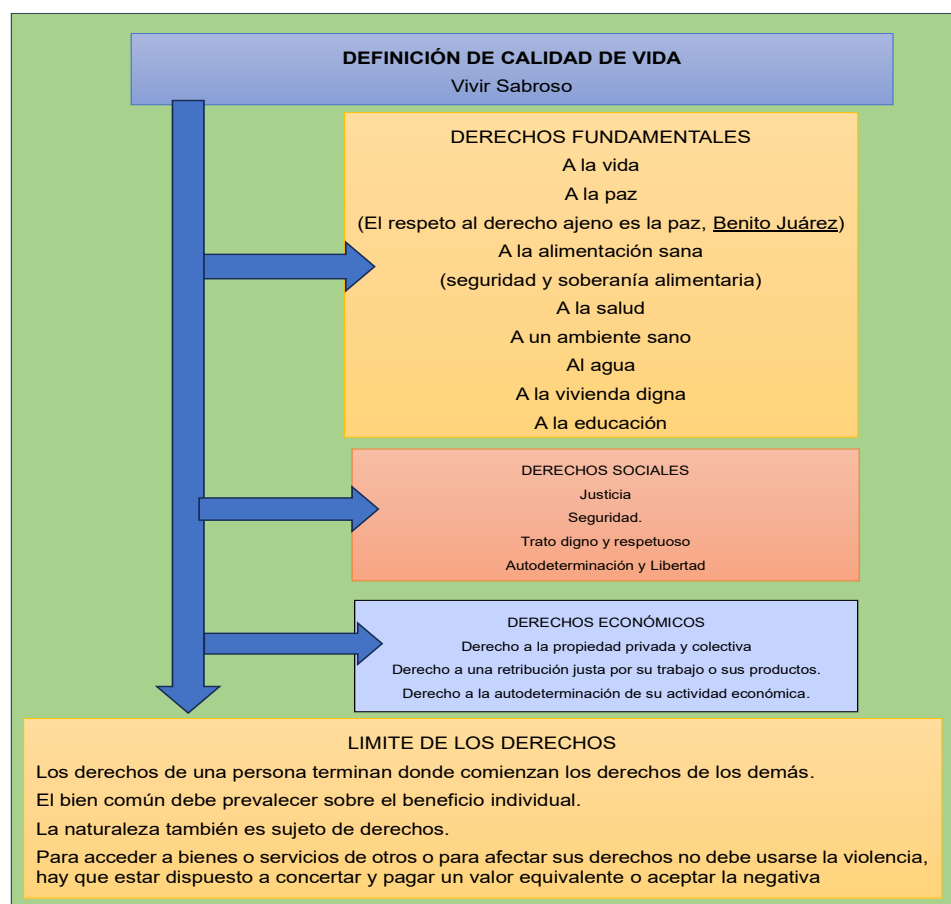 DEFINICIÓN DE CALIDAD DE VIDA
Vivir Sabroso
DERECHOS FUNDAMENTALES
A la vida
A la paz
(El respeto al derecho ajeno es la paz, Benito Juárez)
A la alimentación sana
(seguridad y soberanía alimentaria)
A la salud
A un ambiente sano
Al agua
A la vivienda digna
A la educación
DERECHOS SOCIALES
Justicia
Seguridad.
Trato digno y respetuoso
Autodeterminación y Libertad
DERECHOS ECONÓMICOS
Derecho a la propiedad privada y colectiva
Derecho a una retribución justa por su trabajo o sus productos.
Derecho a la autodeterminación de su actividad económica.
LIMITE DE LOS DERECHOS
Los derechos de una persona terminan donde comienzan los derechos de los demás.
El bien común debe prevalecer sobre el beneficio individual.
La naturaleza también es sujeto de derechos.
Para acceder a bienes o servicios de otros o para afectar sus derechos no debe usarse la violencia,
hay que estar dispuesto a concertar y pagar un valor equivalente o aceptar la negativa